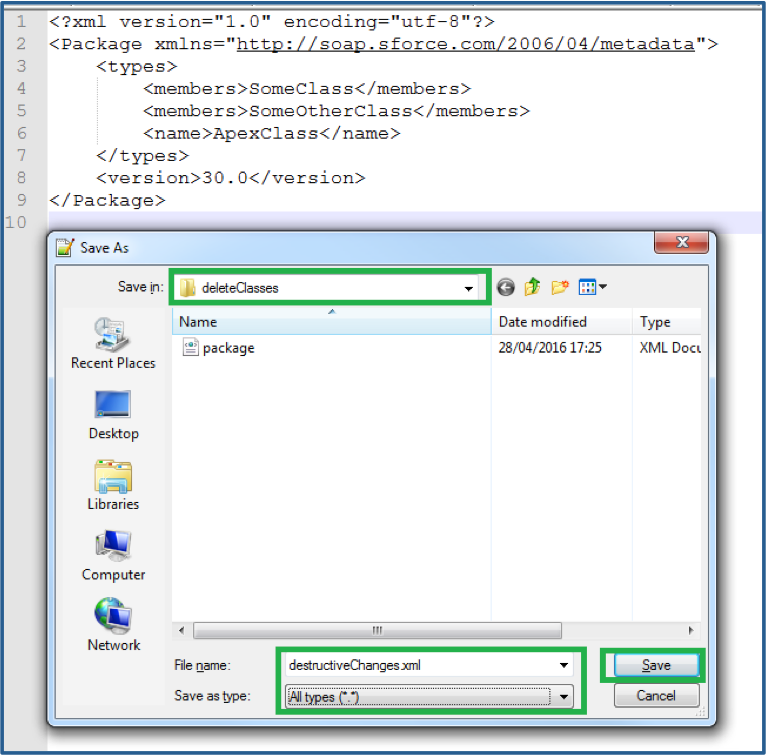 1 <?xml version="1.0" encoding="utf-8"?>
2 <Package xmlns="http://soap.sforce.com/2006/04/metadata">
3 <types>
4 <members>SomeClass</members>
5 <members>SomeOtherClass</members>
6 <name>ApexClass</name>
7 </types>
8 <version>30.0</version>
9 </Package>
10
Save As
X
Save in: deleteClasses
Name Date modified Type
package 28/04/2016 17:25 XML Docu
Recent Places
Desktop
Libraries
Computer
Network
File name: destructiveChanges.xml Save
Save as type: All types (*.*) Cancel